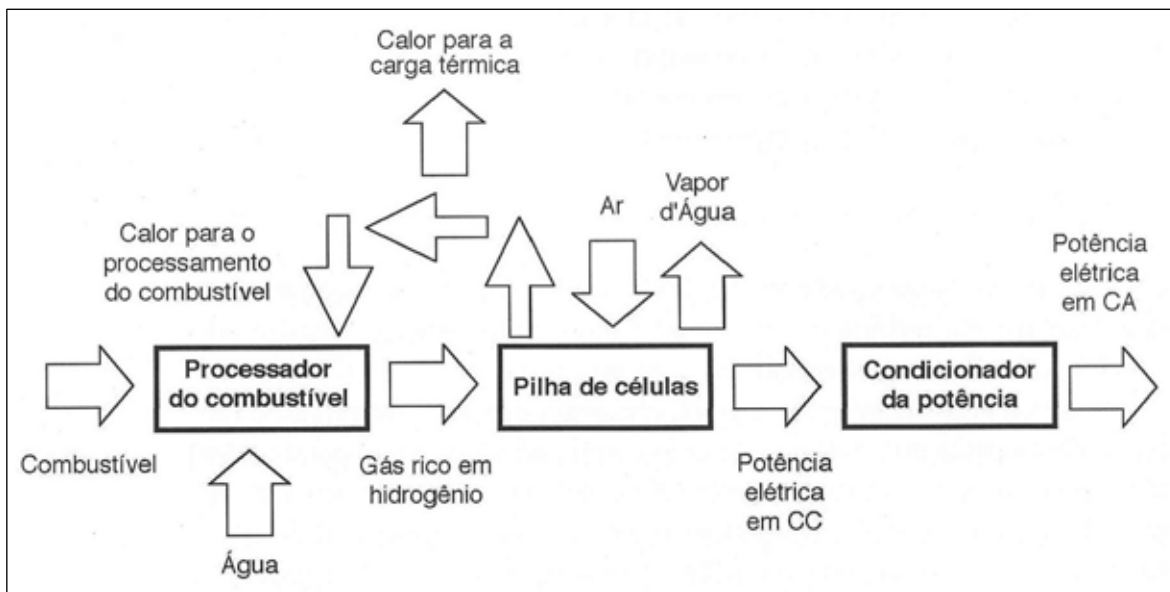 Calor para a
carga térmica
Ar
Vapor
d'Água
Calor para o
processamento
do combustível
Potência
elétrica
em CA
Processador
do combustível
Pilha de células
Condicionador
da potência
Combustível
Gás rico em
hidrogênio
Potência
elétrica
em CC
Água